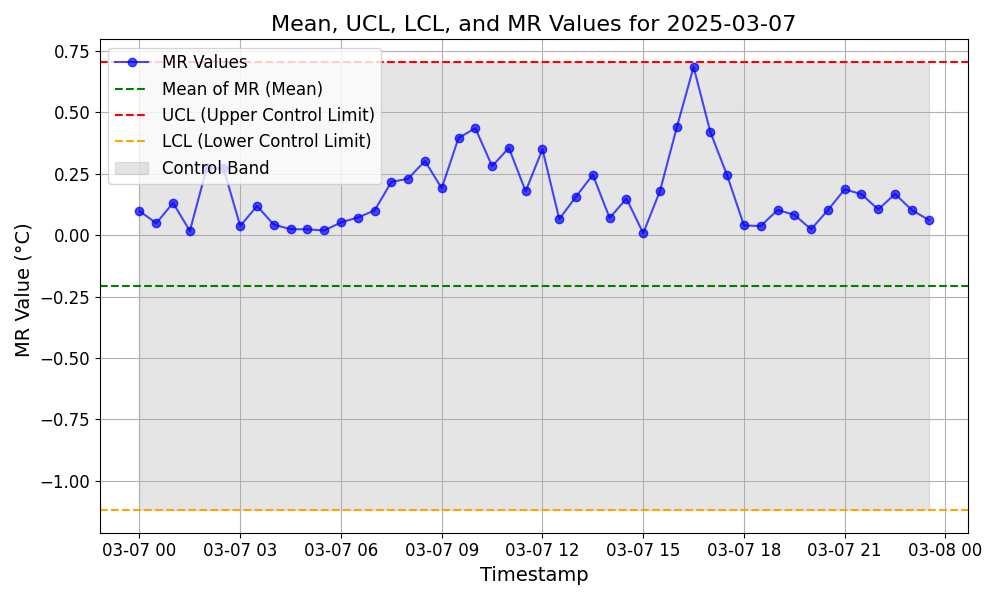 Mean, UCL, LCL, and MR Values for 2025-03-07
MR Values
Mean of MR (Mean)
UCL (Upper Control Limit)
LCL (Lower Control Limit)
Control Band
MR Value (°C)
0.75
0.50
0.25
0.00
−0.25
−0.50
−0.75
−1.00
03-07 00 03-07 03 03-07 06 03-07 09 03-07 12 03-07 15 03-07 18 03-07 21 03-08 00
Timestamp